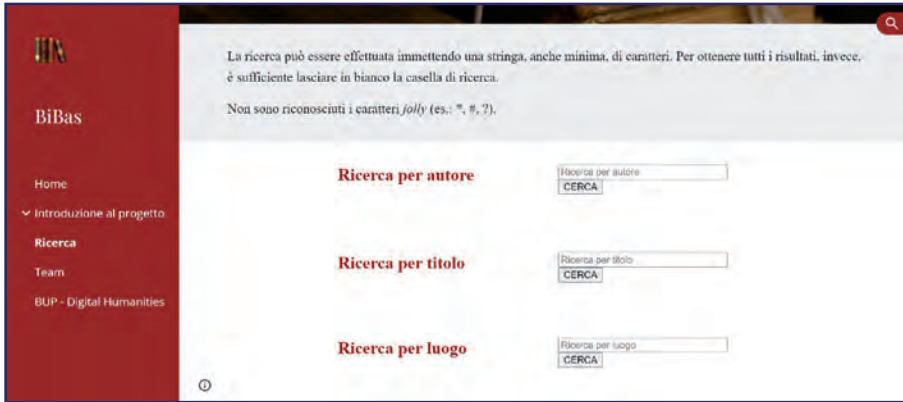 BiBas
Home
Introduzione al progetto
Ricerca
Team
BUP - Digital Humanities
La ricerca può essere effettuata immettendo una stringa, anche minima, di caratteri. Per ottenere tutti i risultati, invece,
è sufficiente lasciare in bianco la casella di ricerca.
Non sono riconosciuti i caratteri jolly (es.: *, #, ?).
Ricerca per autore
Ricerca per autore
CERCA
Ricerca per titolo
Ricerca per titolo
CERCA
Ricerca per luogo
Ricerca per luogo
CERCA